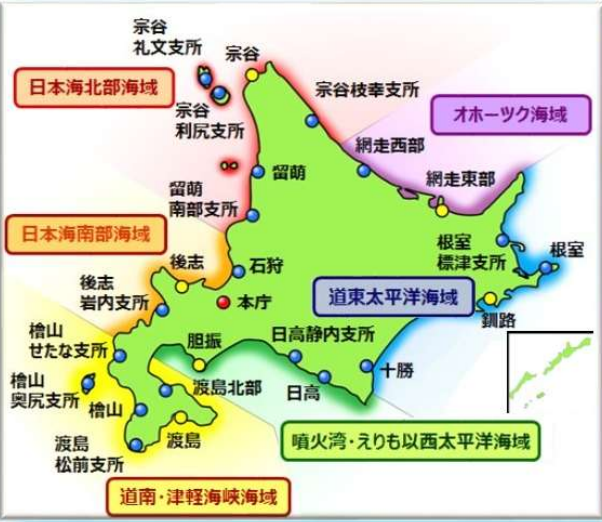 宗谷
礼文支所
宗谷
日本海北部海域
宗谷枝幸支所
オホーツク海域
宗谷
利尻支所
網走西部
留萌
網走東部
留萌
南部支所
日本海南部海域
根室
標津支所
根室
後志
石狩
後志
岩内支所
本庁
道東太平洋海域
釧路
檜山
せたな支所
胆振
日高静内支所
檜山
奥尻支所
渡島北部
日高
十勝
檜山
渡島
松前支所
渡島
噴火湾・えりも以西太平洋海域
道南・津軽海峡海域